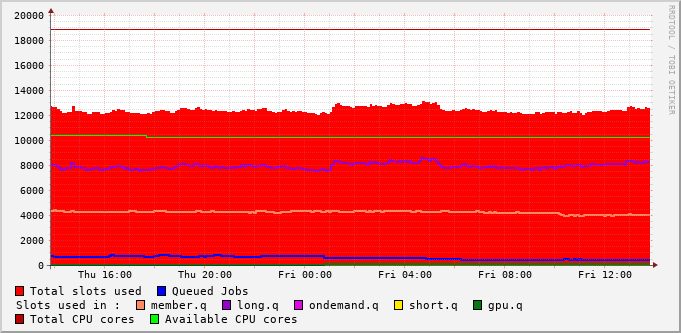 RRDTOOL / TOBI OETIKER
20000
18000
16000
14000
12000
10000
8000
6000
4000
2000
0
Thu 16:00 Thu 20:00 Fri 00:00 Fri 04:00 Fri 08:00 Fri 12:00
Total slots used Queued Jobs
Slots used in : member.q long.q ondemand.q short.q gpu.q
Total CPU cores Available CPU cores